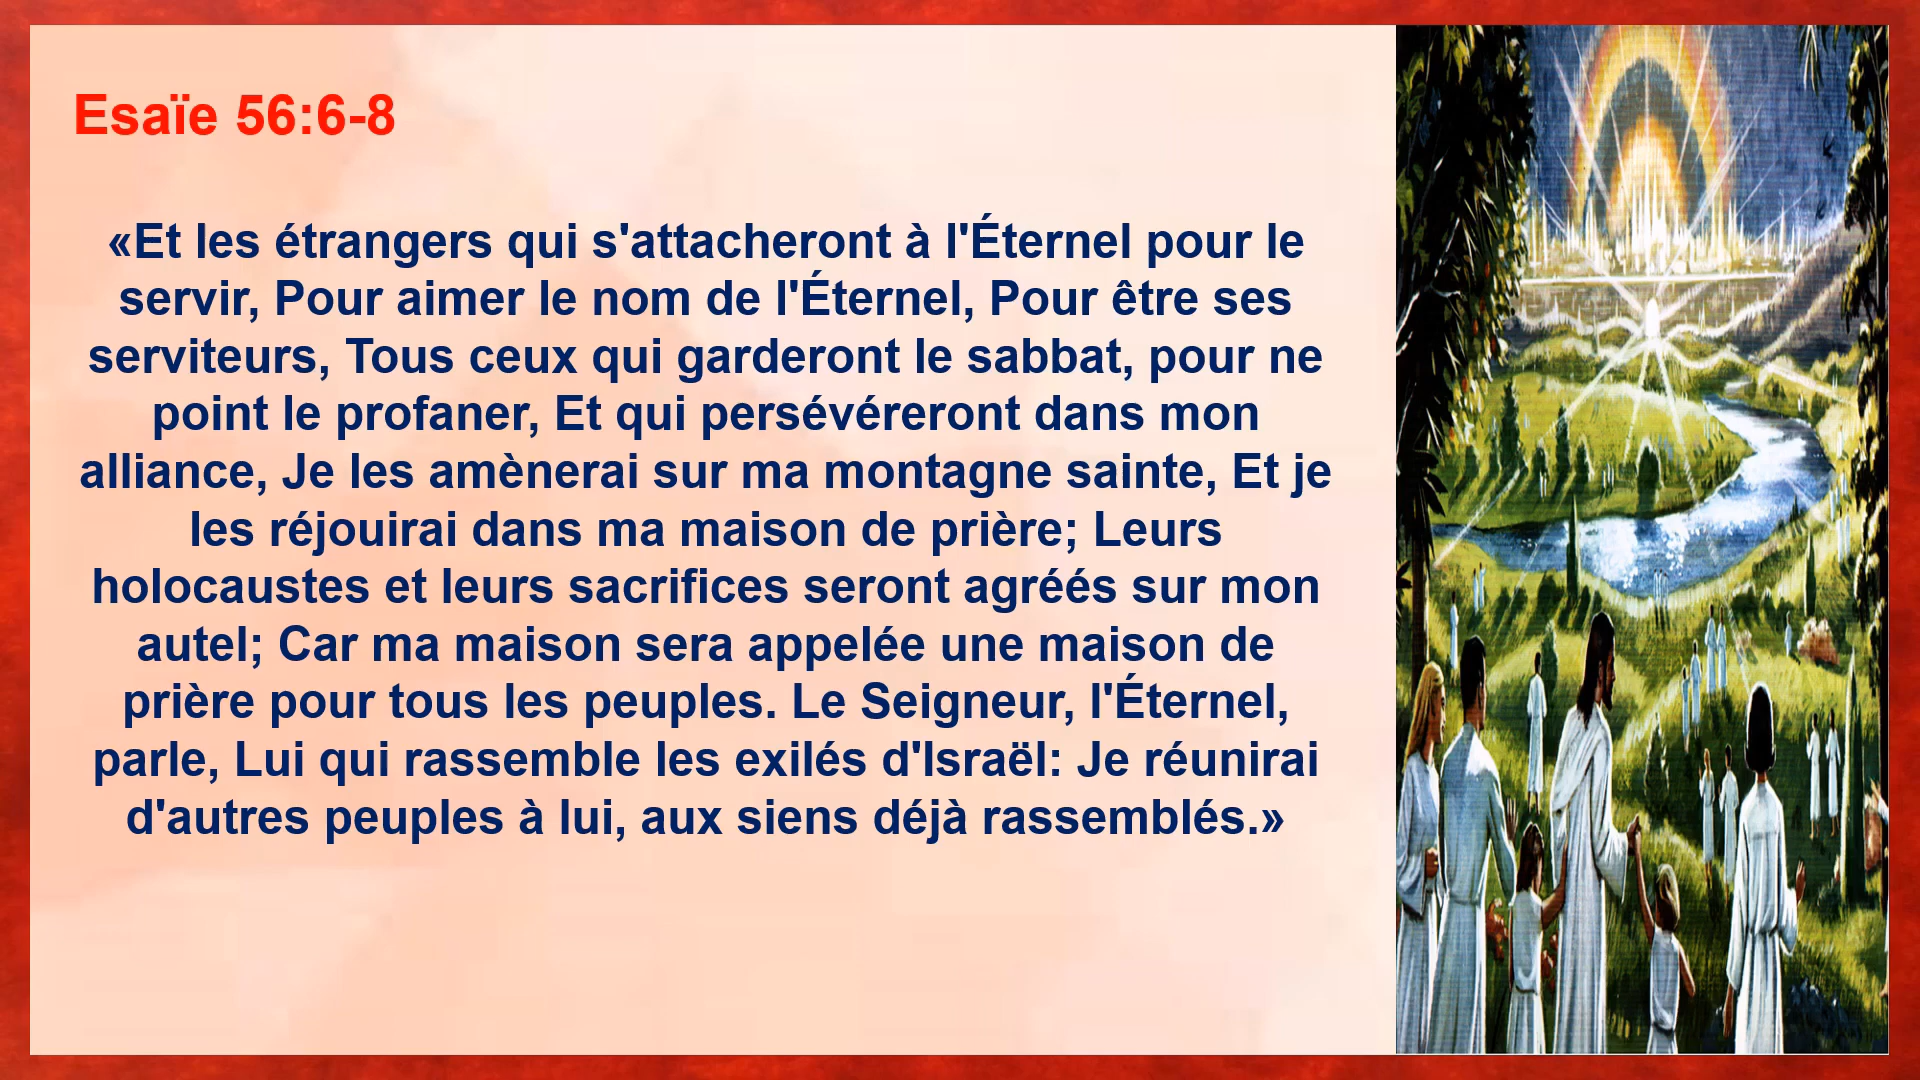 Esaïe 56:6-8
«Et les étrangers qui s'attacheront à l'Éternel pour le
servir, Pour aimer le nom de l'Éternel, Pour être ses
serviteurs, Tous ceux qui garderont le sabbat, pour ne
point le profaner, Et qui persévéreront dans mon
alliance, Je les amènerai sur ma montagne sainte, Et je
les réjouirai dans ma maison de prière; Leurs
holocaustes et leurs sacrifices seront agréés sur mon
autel; Car ma maison sera appelée une maison de
prière pour tous les peuples. Le Seigneur, l'Éternel,
parle, Lui qui rassemble les exilés d'Israël: Je réunirai
d'autres peuples à lui, aux siens déjà rassemblés.»